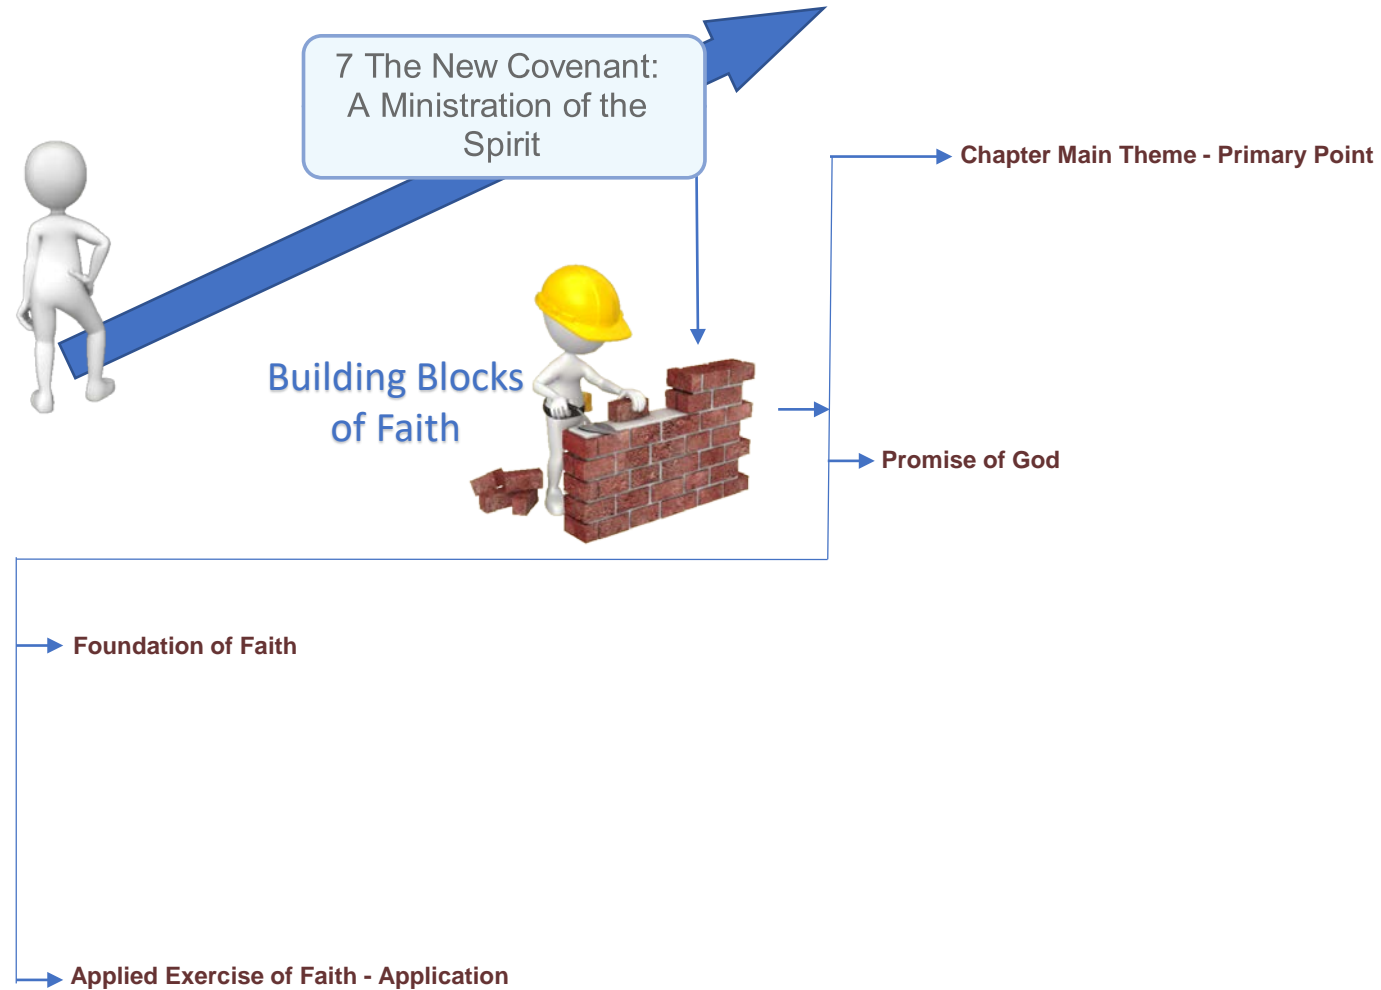 7 The New Covenant:
A Ministration of the
Spirit
Chapter Main Theme - Primary Point
Building Blocks
of Faith
Promise of God
Foundation of Faith
Applied Exercise of Faith - Application